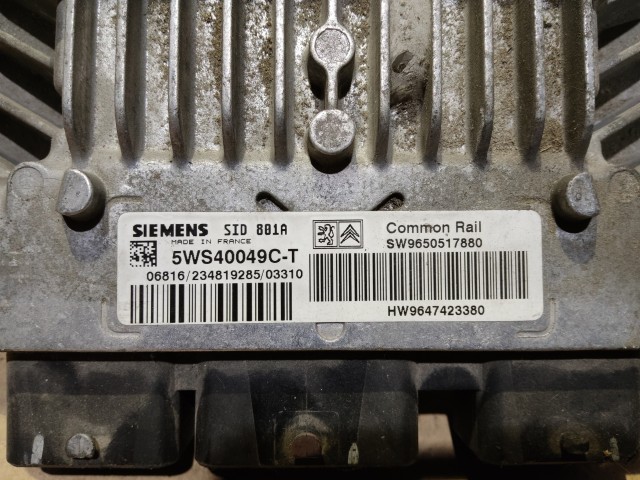 SIEMENS SID 801A
MADE IN FRANCE
5WS40049C-T
06816/234819285/03310
Common Rail
SW9650517880
HW9647423380